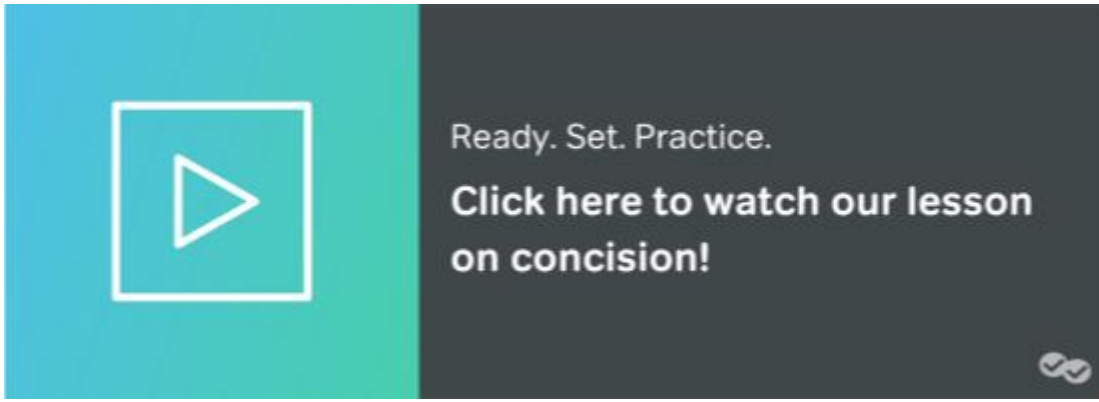 Ready. Set. Practice.
Click here to watch our lesson
on concision!